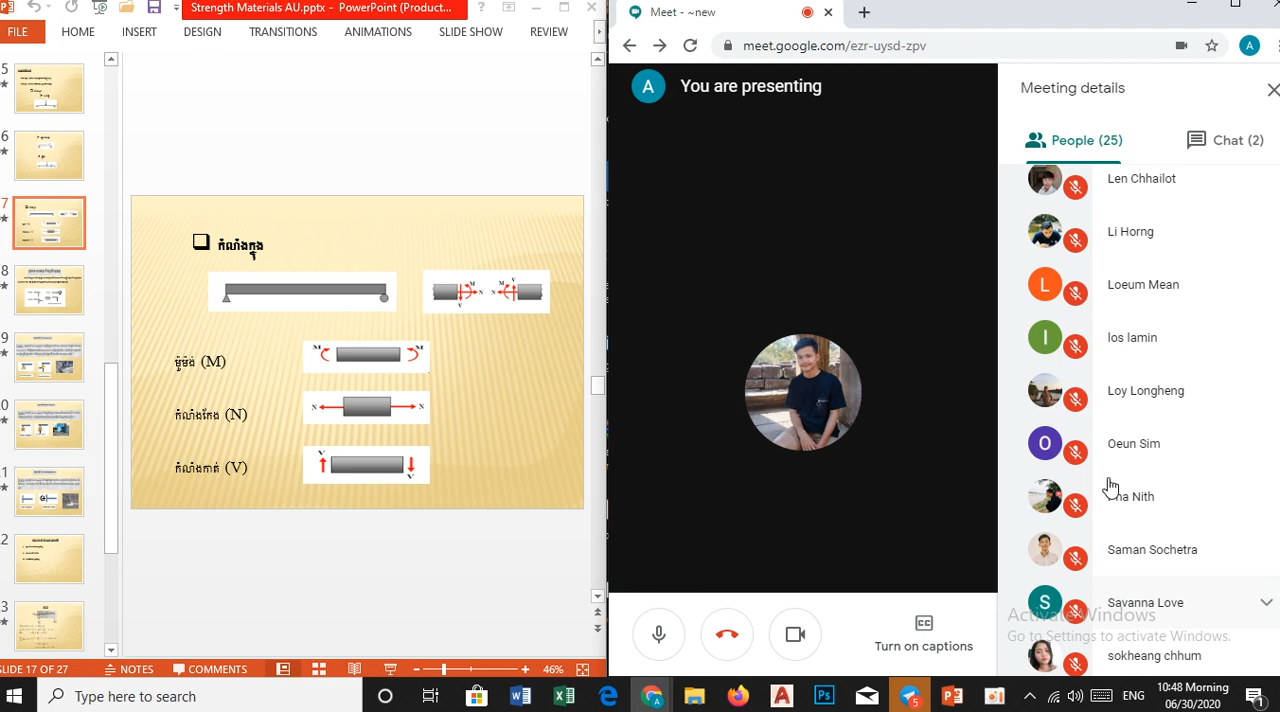 Strength Materials AU.pptx - PowerPoint (Product...
FILE
HOME
INSERT
DESIGN
TRANSITIONS
ANIMATIONS
SLIDE SHOW
REVIEW
កំលាំងក្នុង
M
N
V
N
M
V
ម៉ូម៉ង់ (M)
M
M
កំលាំងកែង (N)
N
N
កំលាំងកាត់ (V)
V
V
SLIDE 17 OF 27
NOTES
COMMENTS
46%
Meet - ~new
meet.google.com/ezr-uysd-zpv
A
A
You are presenting
Turn on captions
Meeting details
People (25)
Chat (2)
Len Chhailot
Li Horng
L
Loeum Mean
Loy Longheng
O
Oeun Sim
Nith
Saman Sochetra
S
Savanna Love
Activate Windows
Go to Settings to activate Windows.
sokheang chhum
Type here to search
ENG
10:48 Morning
06/30/2020